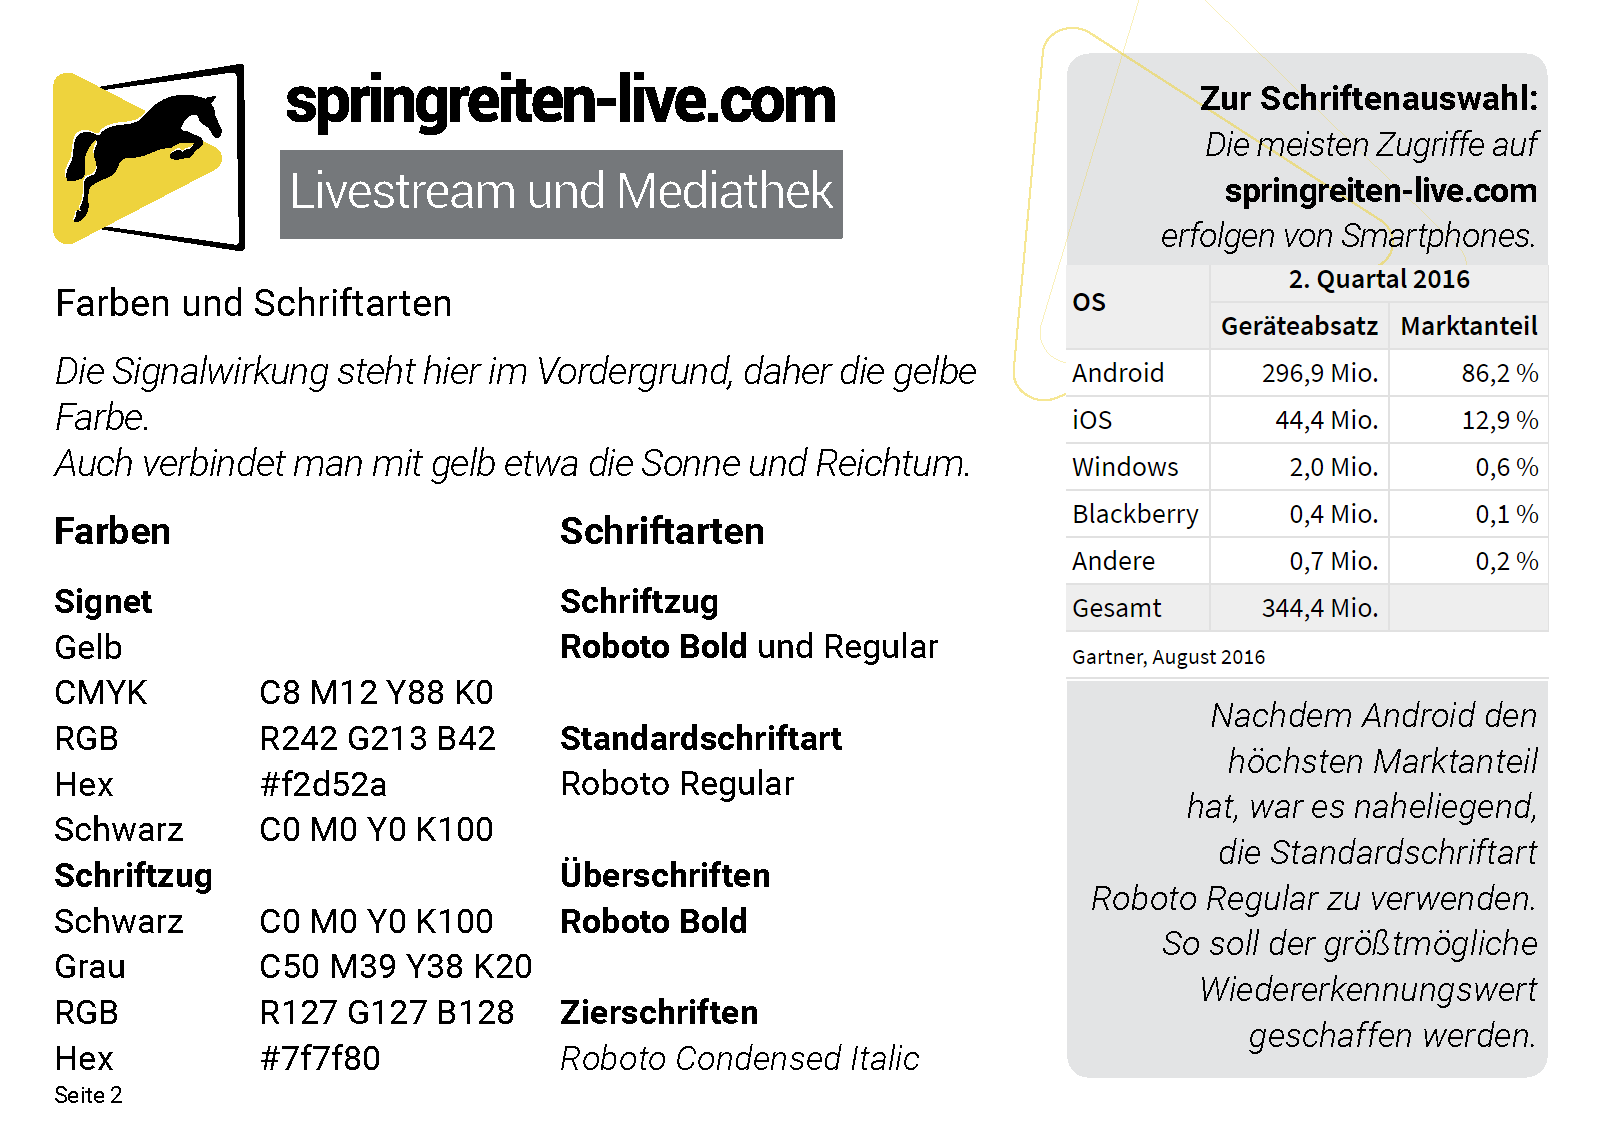 springreiten-live.com
Livestream und Mediathek
Farben und Schriftarten
Die Signalwirkung steht hier im Vordergrund, daher die gelbe
Farbe.
Auch verbindet man mit gelb etwa die Sonne und Reichtum.
Farben
Signet
Gelb
CMYK C8 M12 Y88 K0
RGB R242 G213 B42
Hex #f2d52a
Schwarz C0 M0 Y0 K100
Schriftzug
Schwarz C0 M0 Y0 K100
Grau C50 M39 Y38 K20
RGB R127 G127 B128
Hex #7f7f80
Schriftarten
Schriftzug
Roboto Bold und Regular
Standardschriftart
Roboto Regular
Überschriften
Roboto Bold
Zierschriften
Roboto Condensed Italic
Seite 2
Zur Schriftenauswahl:
Die meisten Zugriffe auf
springreiten-live.com
erfolgen von Smartphones.
OS 2. Quartal 2016
Geräteabsatz Marktanteil
Android 296,9 Mio. 86,2 %
iOS 44,4 Mio. 12,9 %
Windows 2,0 Mio. 0,6 %
Blackberry 0,4 Mio. 0,1 %
Andere 0,7 Mio. 0,2 %
Gesamt 344,4 Mio.
Gartner, August 2016
Nachdem Android den
höchsten Marktanteil
hat, war es naheliegend,
die Standardschriftart
Roboto Regular zu verwenden.
So soll der größtmögliche
Wiedererkennungswert
geschaffen werden.